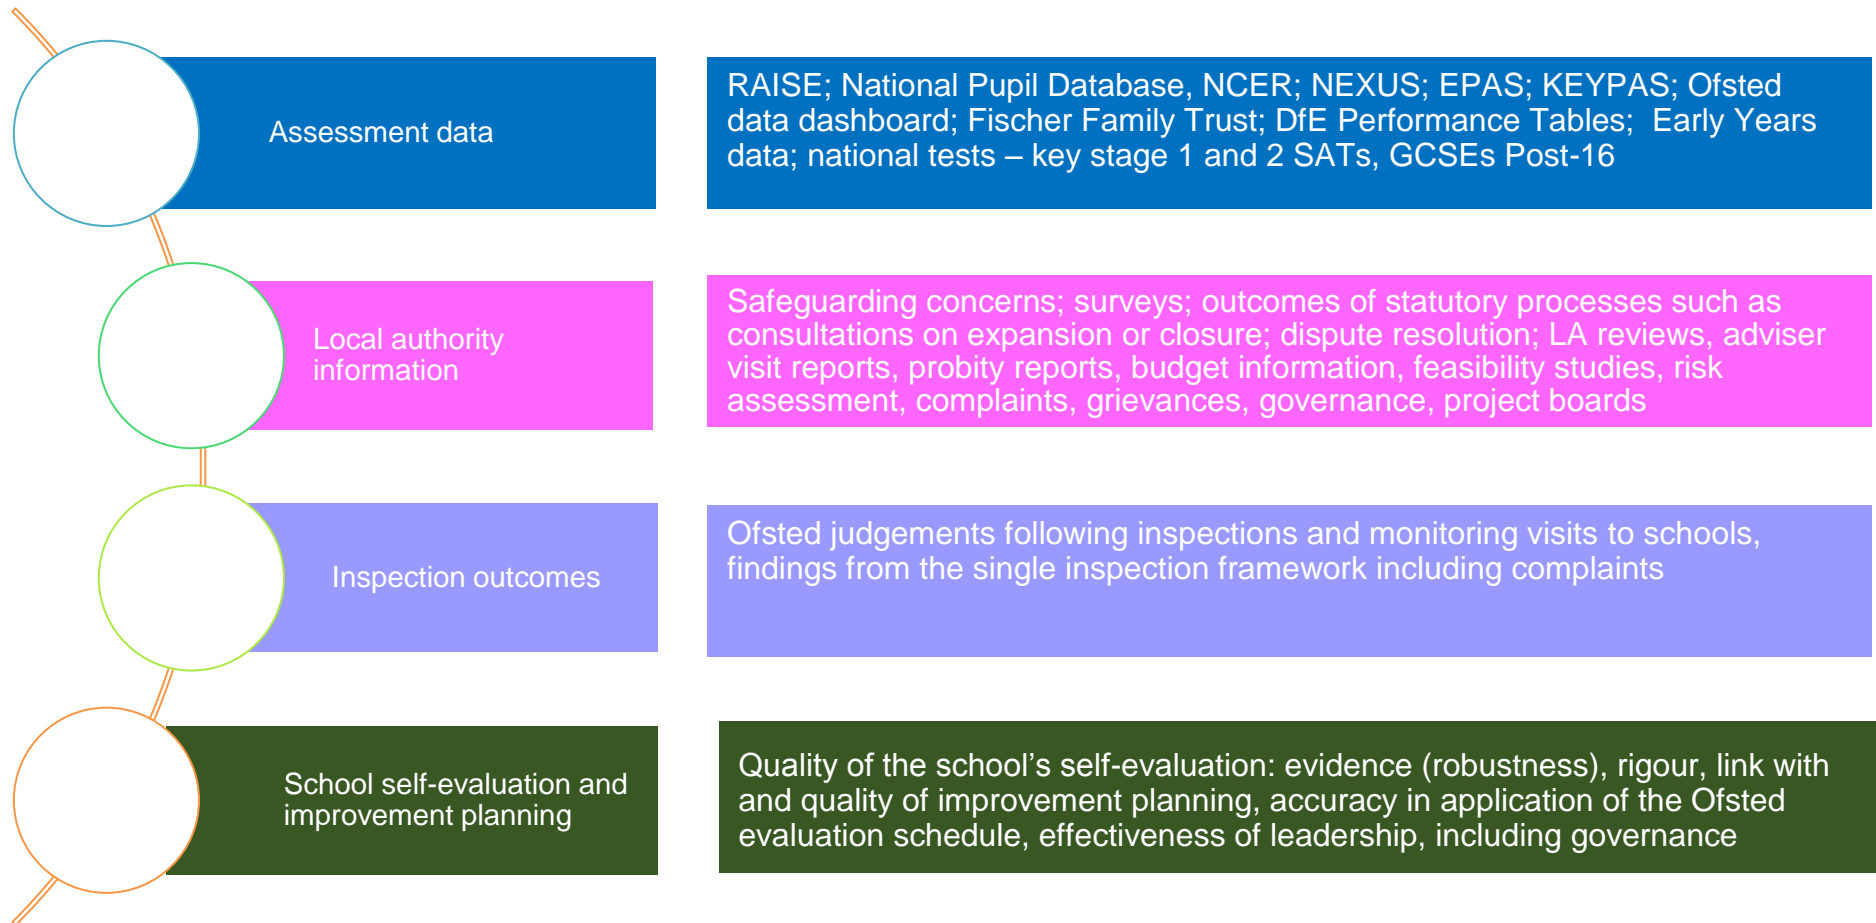 Assessment data
RAISE; National Pupil Database, NCER; NEXUS; EPAS; KEYPAS; Ofsted
data dashboard; Fischer Family Trust; DfE Performance Tables;  Early Years
data; national tests – key stage 1 and 2 SATs, GCSEs Post-16
Local authority
information
Safeguarding concerns; surveys; outcomes of statutory processes such as
consultations on expansion or closure; dispute resolution; LA reviews, adviser
visit reports, probity reports, budget information, feasibility studies, risk
assessment, complaints, grievances, governance, project boards
Inspection outcomes
Ofsted judgements following inspections and monitoring visits to schools,
findings from the single inspection framework including complaints
School self-evaluation and
improvement planning
Quality of the school’s self-evaluation: evidence (robustness), rigour, link with
and quality of improvement planning, accuracy in application of the Ofsted
evaluation schedule, effectiveness of leadership, including governance